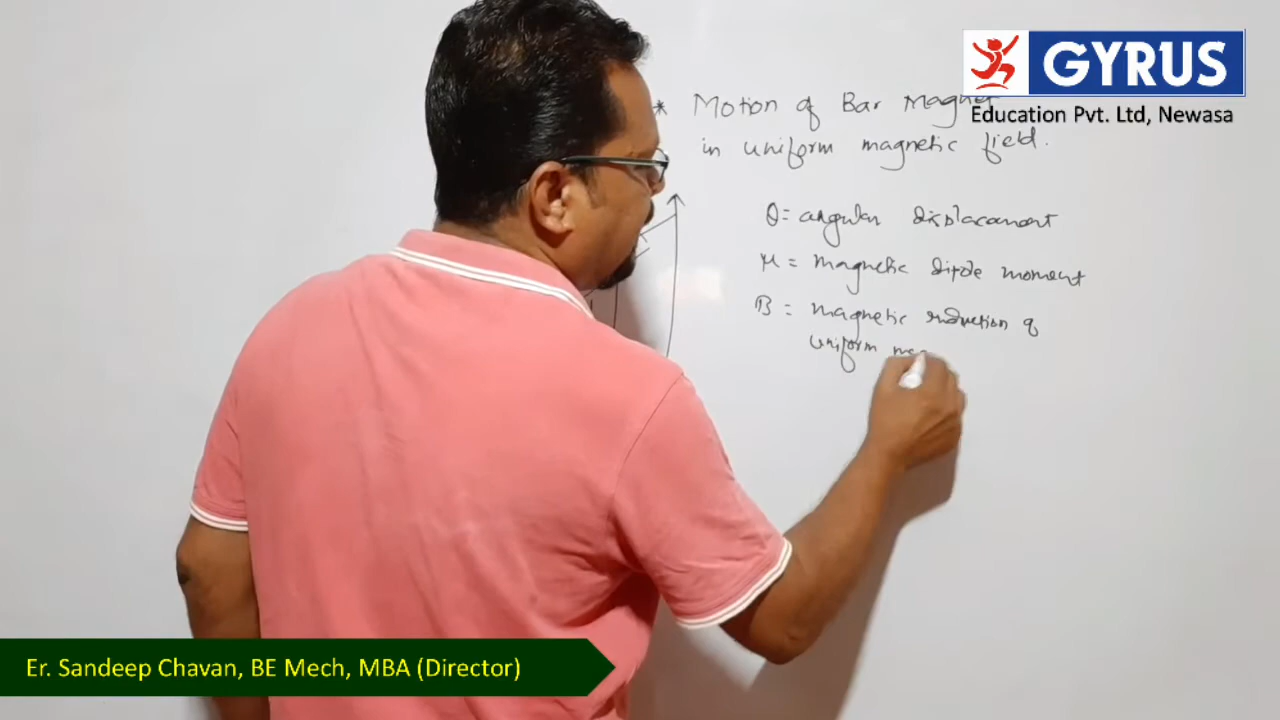 GYRUS
Education Pvt. Ltd, Newasa
* Motion of Bar Magnet
in uniform magnetic field.
θ = angular displacement
M = magnetic dipole moment
B = magnetic induction of
uniform
Er. Sandeep Chavan, BE Mech, MBA (Director)